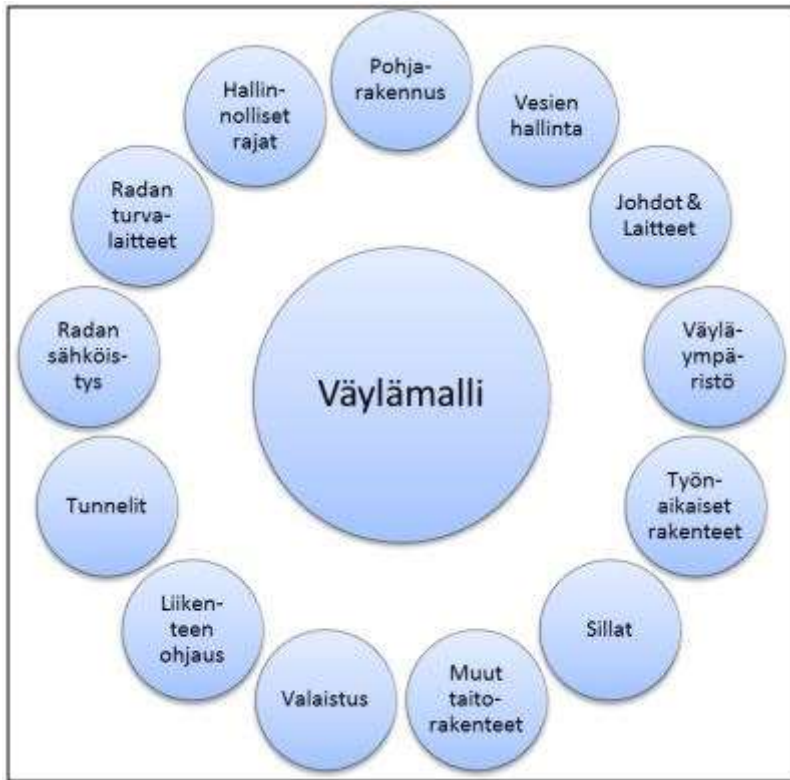 Pohja-
rakennus
Vesien
hallinta
Johdot &
Laitteet
Väylä-
ympä-
ristö
Työn-
aikaiset
rakenteet
Sillat
Muut
taito-
rakenteet
Valaistus
Liiken-
teen
ohjaus
Tunnelit
Radan
sähköis-
tys
Radan
turva-
laitteet
Hallin-
nolliset
rajat
Väylämalli